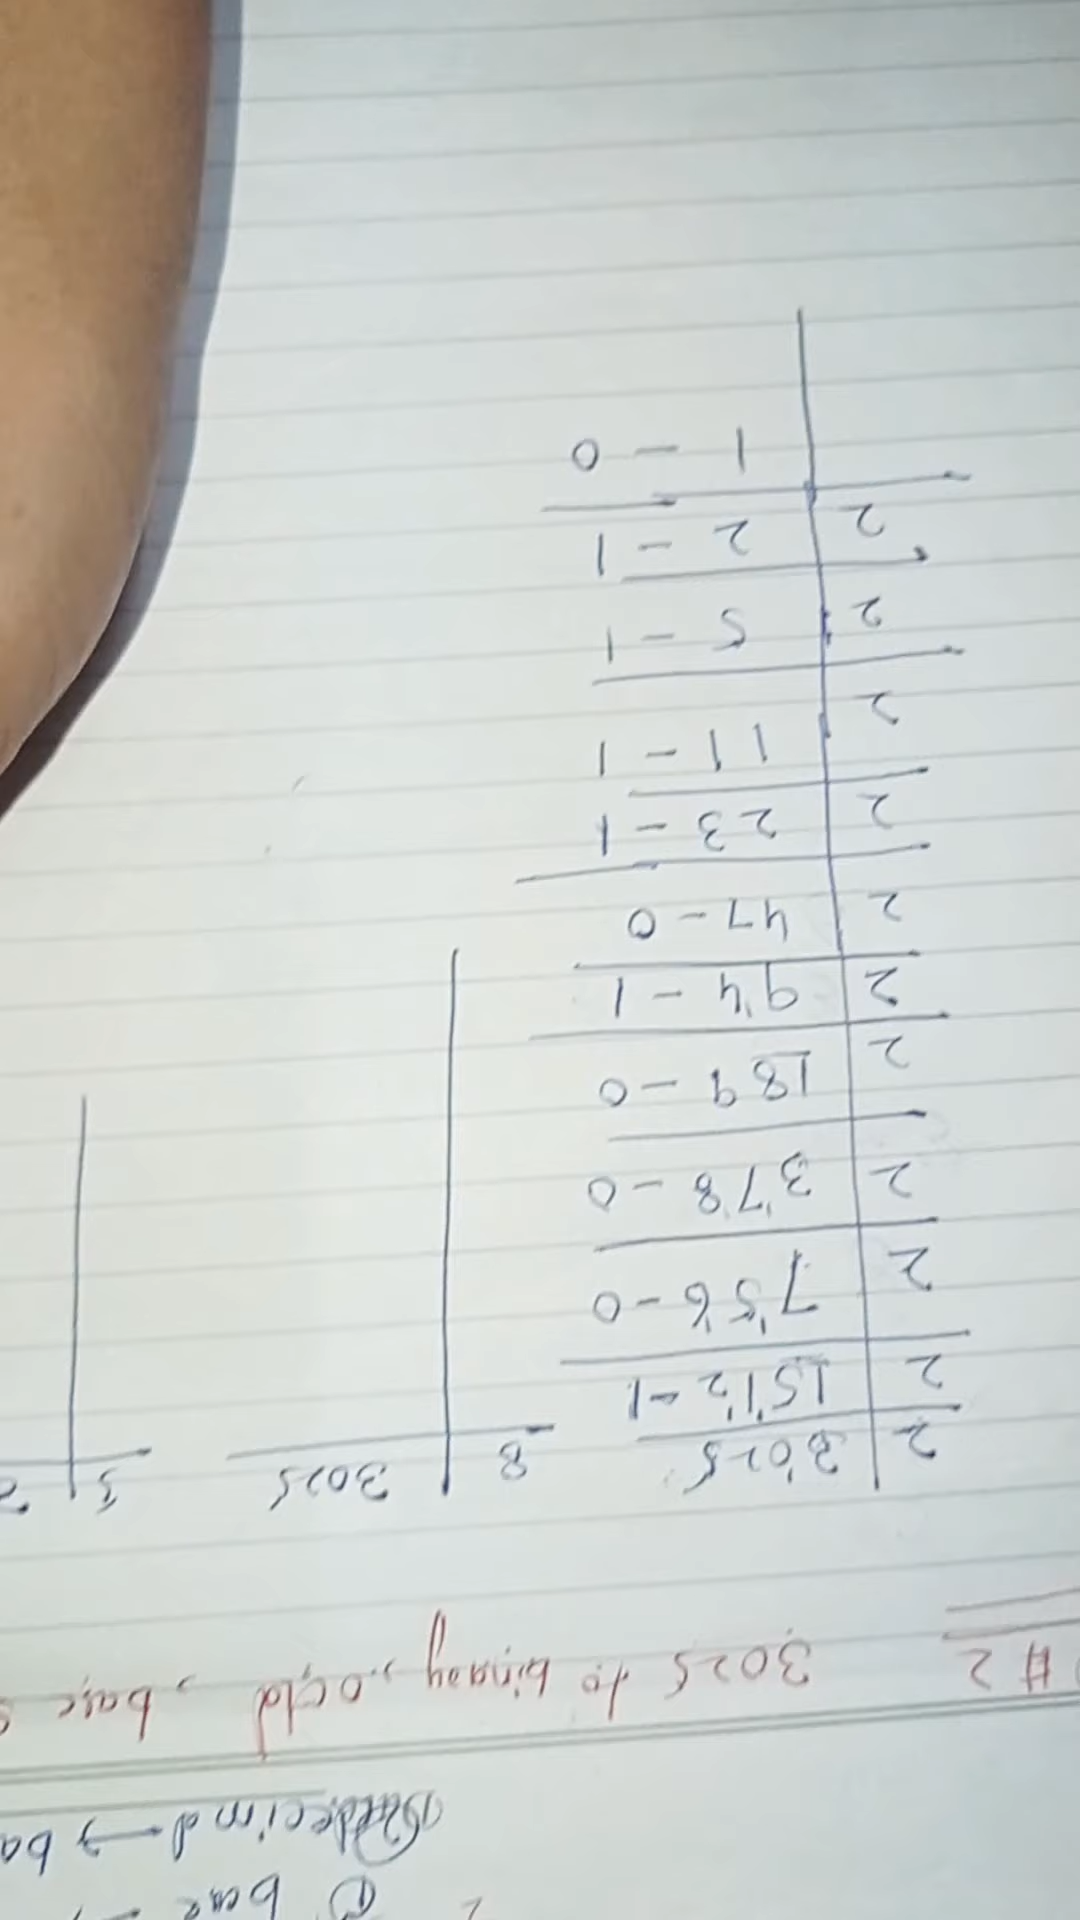 ① base
decimal → ba
#2 3025 to binary, octal, base
2 3025 8 3025 5 2
2 1512 - 1
2 756 - 0
2 378 - 0
2 189 - 0
2 94 - 1
2 47 - 0
2 23 - 1
2 11 - 1
2 5 - 1
2 2 - 1
1 - 0